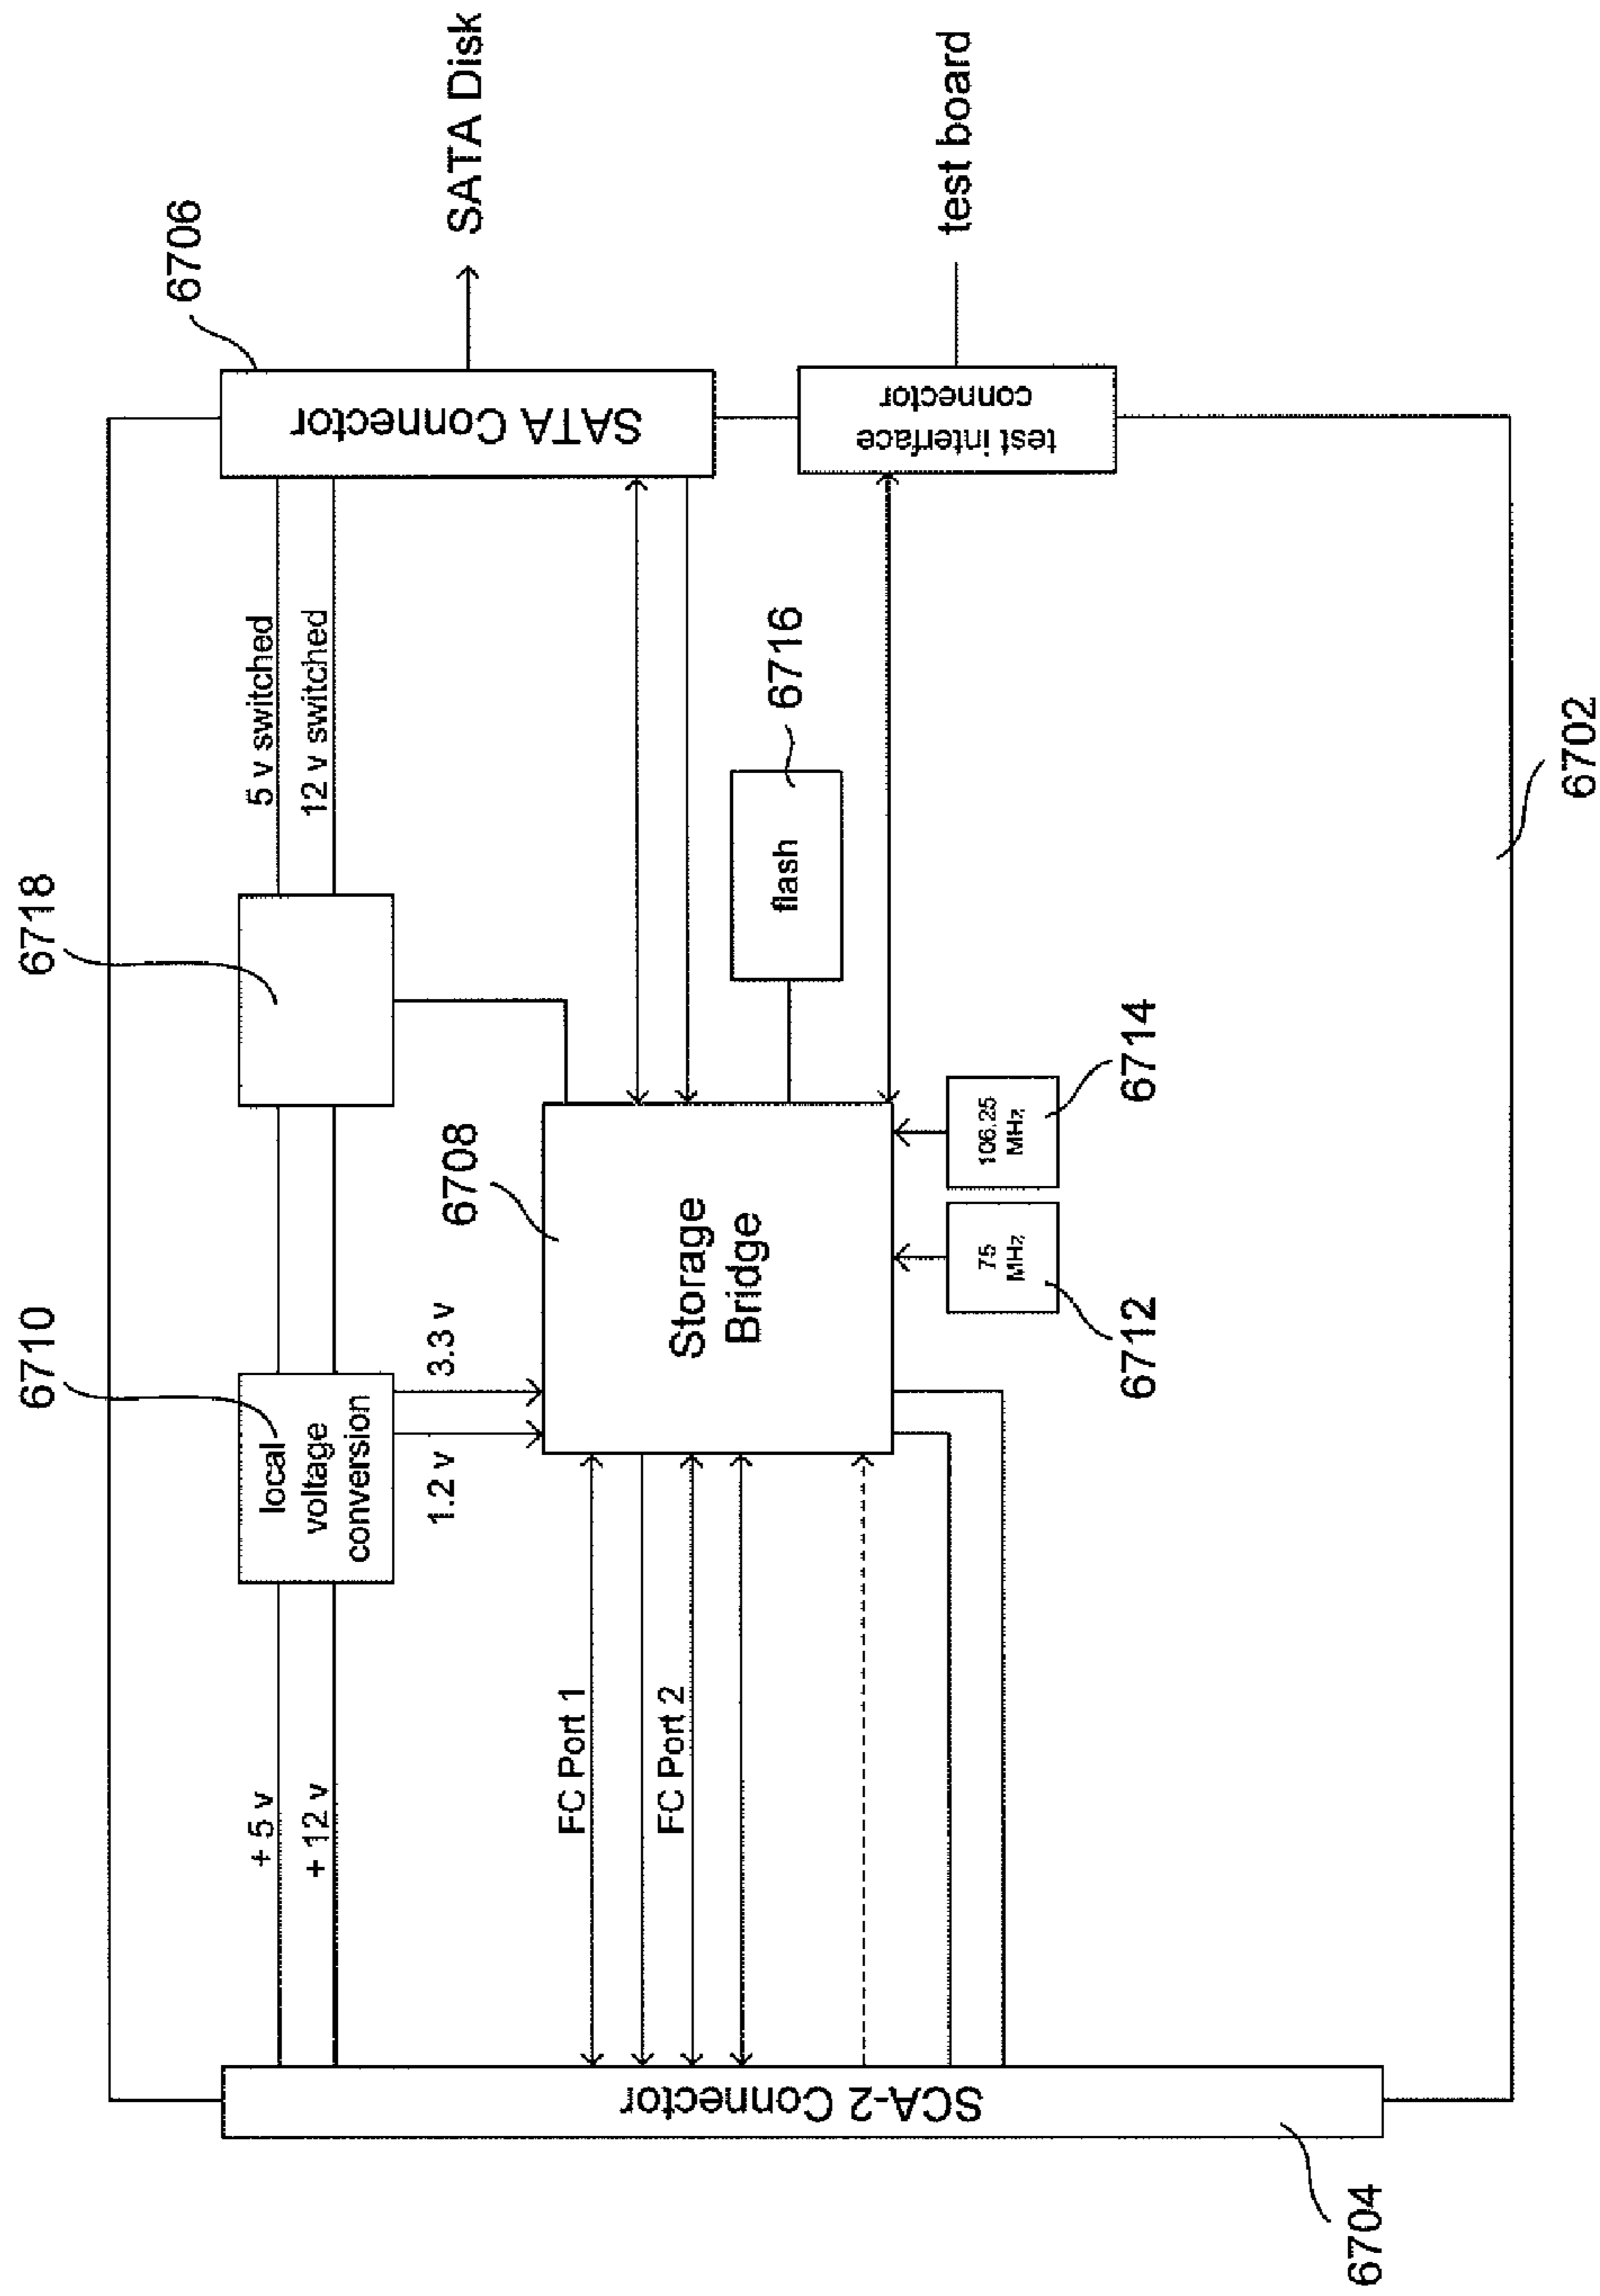 6710
6718
6706
local
voltage
conversion
+ 5 v
+ 12 v
5 v switched
12 v switched
SATA Connector
SATA Disk
1.2 v
3.3 v
6708
FC Port 1
FC Port 2
Storage
Bridge
flash
6716
test interface
connector
test board
75
MHz
106.25
MHz
6712
6714
SCA-2 Connector
6704
6702